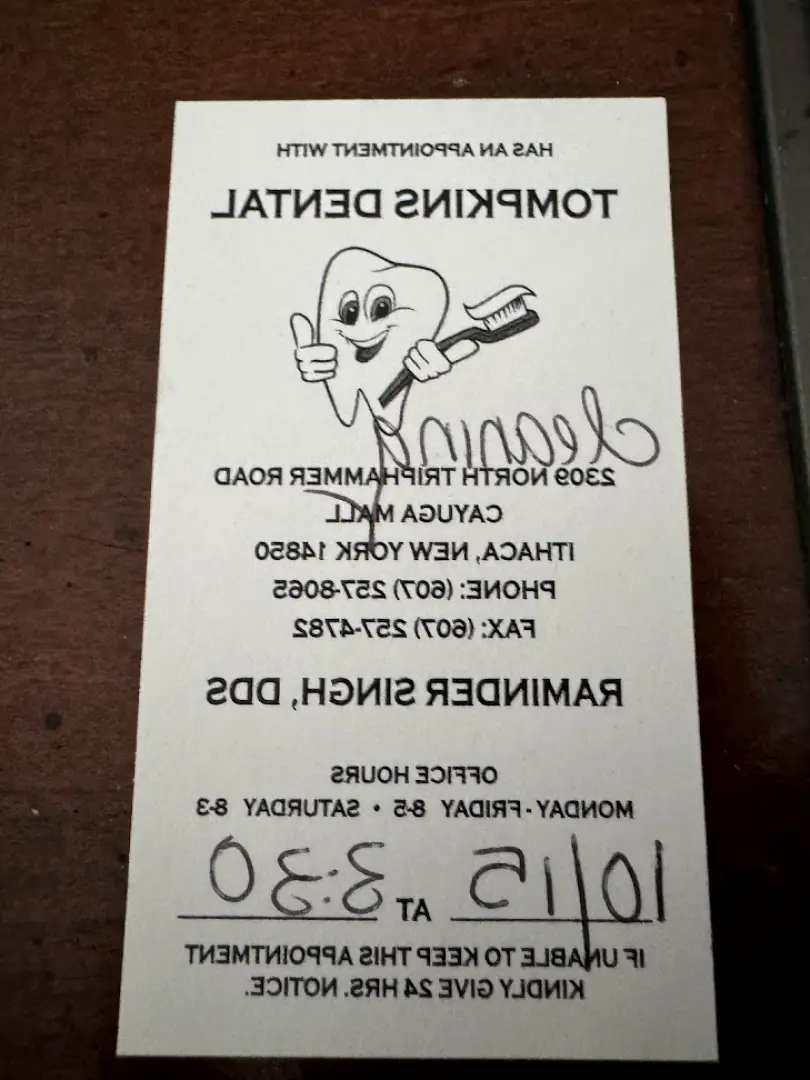 HAS AN APPOINTMENT WITH
TOMPKINS DENTAL
cleaning
2309 NORTH TRIPHAMMER ROAD
CAYUGA MALL
ITHACA, NEW YORK 14850
PHONE: (607) 257-8065
FAX: (607) 257-4782
RAMINDER SINGH, DDS
OFFICE HOURS
MONDAY-FRIDAY 8-5 • SATURDAY 8-3
10/15 AT 3:30
IF UNABLE TO KEEP THIS APPOINTMENT
KINDLY GIVE 24 HRS. NOTICE.